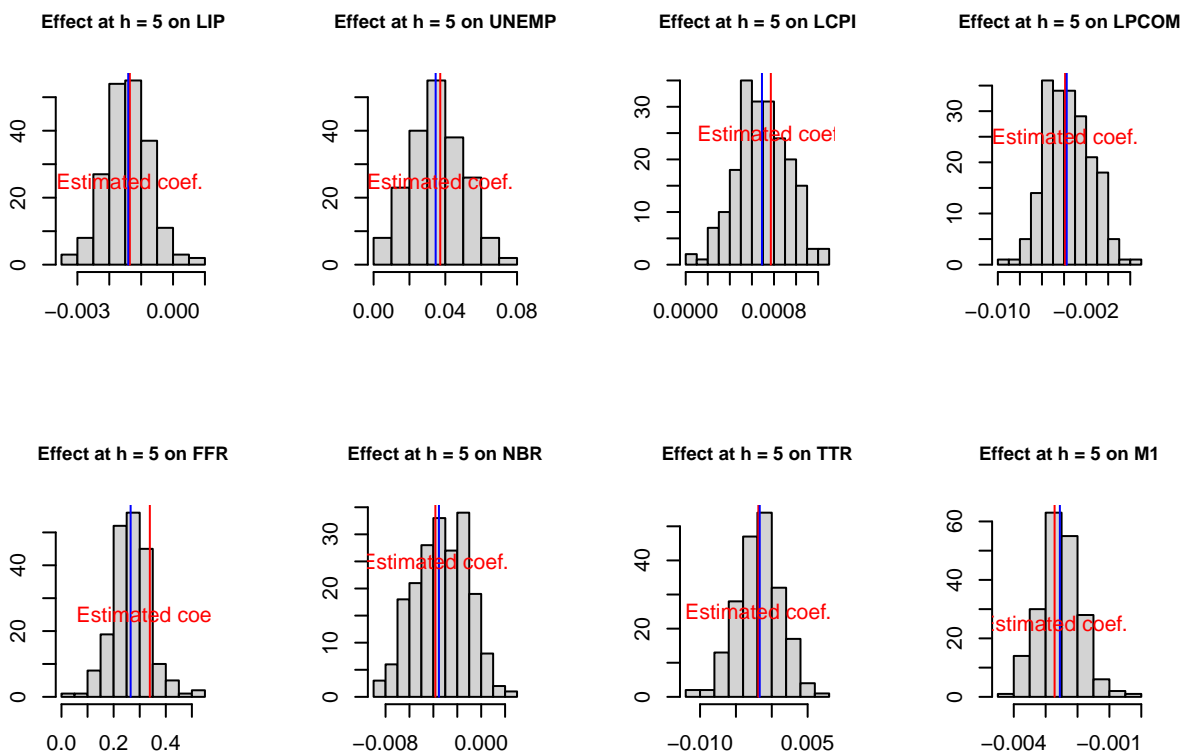 Effect at h = 5 on LIP
Effect at h = 5 on UNEMP
Effect at h = 5 on LCPI
Effect at h = 5 on LPCOM
0 20 40
Estimated coef.
−0.003 0.000
0 20 40
Estimated coef.
0.00 0.04 0.08
0 10 20 30
Estimated coef
0.0000 0.0008
0 10 20 30
Estimated coef.
−0.010 −0.002
Effect at h = 5 on FFR
Effect at h = 5 on NBR
Effect at h = 5 on TTR
Effect at h = 5 on M1
0 20 40
Estimated coe
0.0 0.2 0.4
0 10 20 30
Estimated coef.
−0.008 0.000
0 20 40
Estimated coef.
−0.010 0.005
0 20 40 60
stimated coef.
−0.004 −0.001